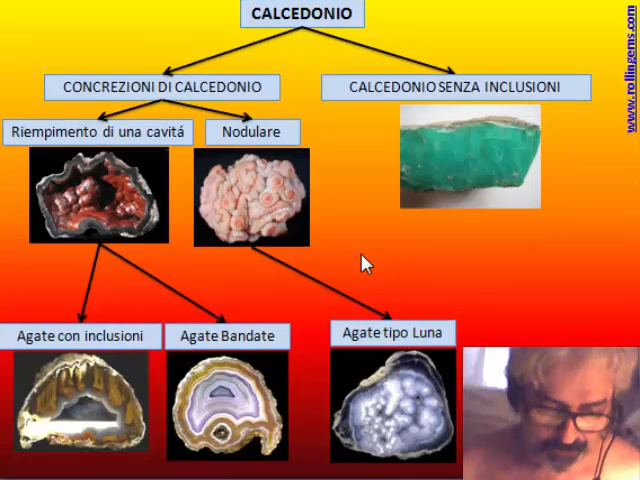 CALCEDONIO
www.rollingems.com
CONCREZIONI DI CALCEDONIO
CALCEDONIO SENZA INCLUSIONI
Riempimento di una cavitá
Nodulare
Agate con inclusioni
Agate Bandate
Agate tipo Luna